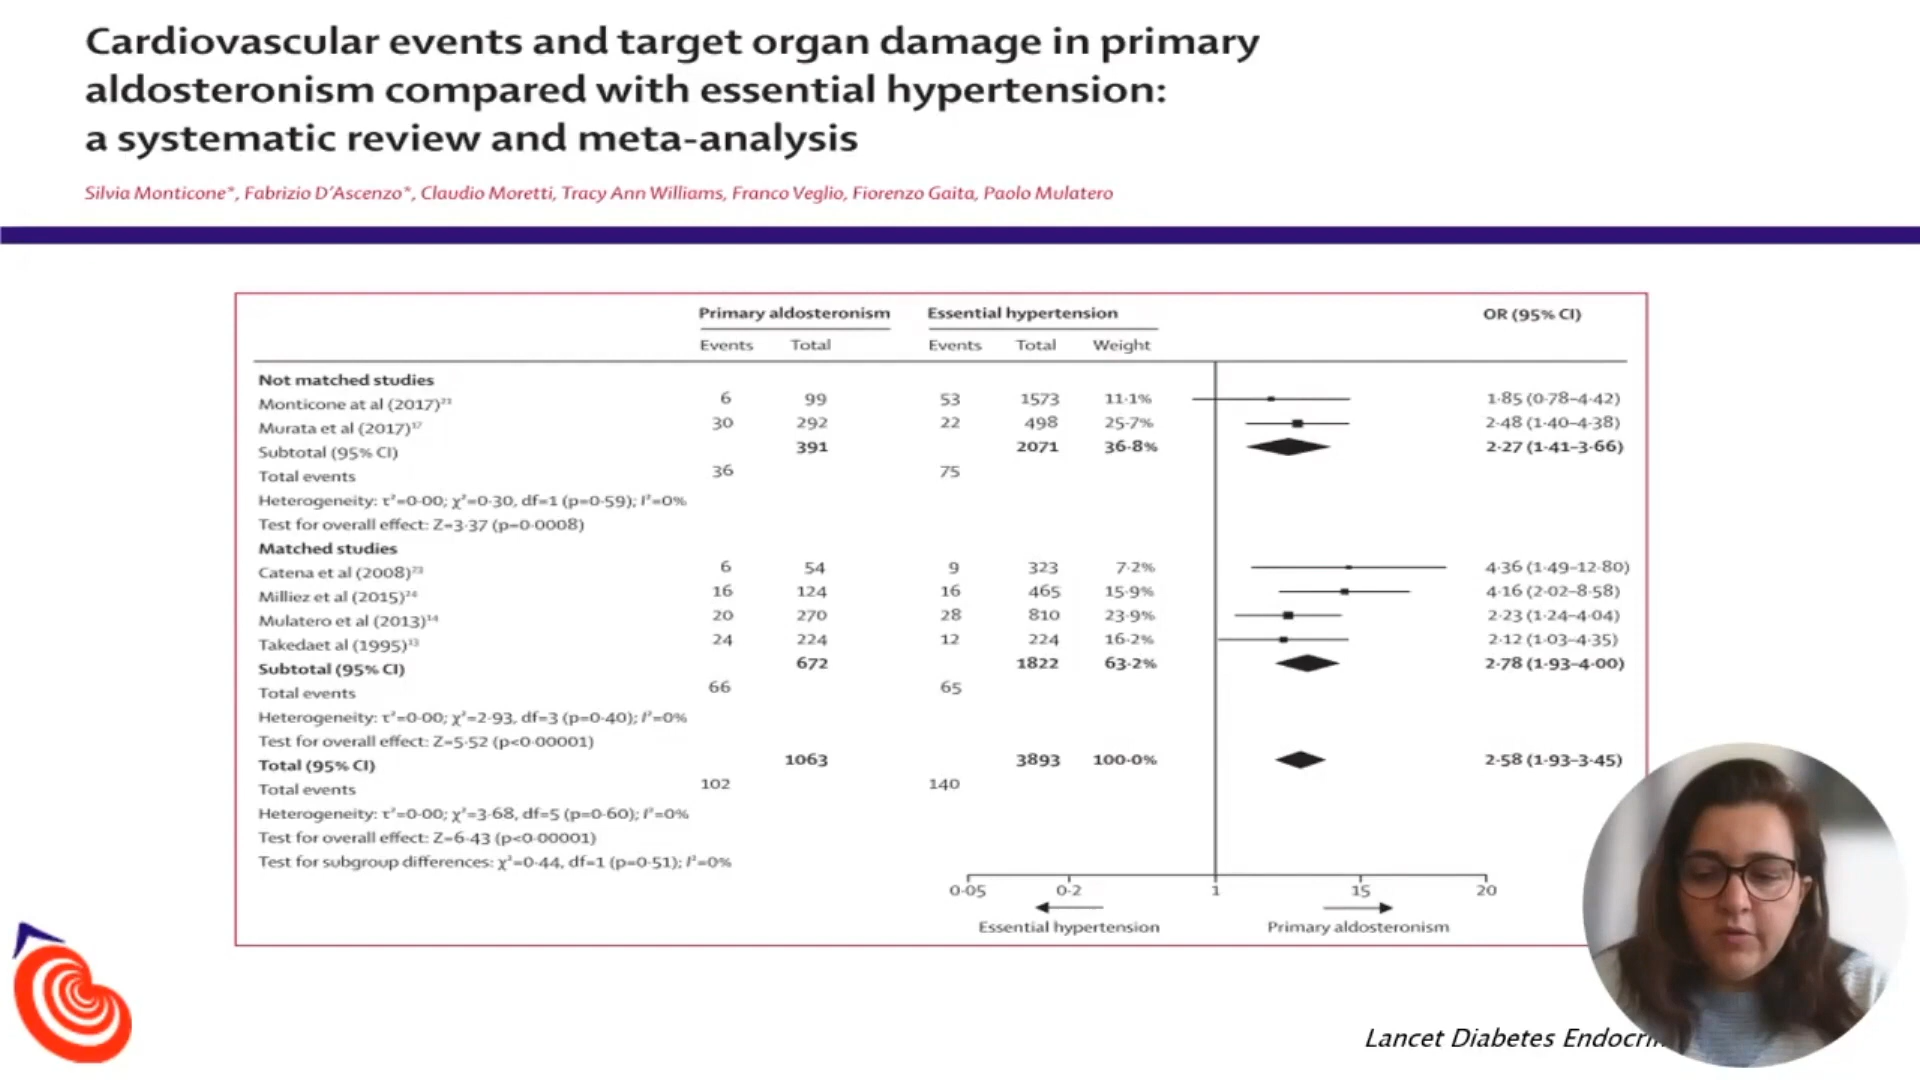 Cardiovascular events and target organ damage in primary
aldosteronism compared with essential hypertension:
a systematic review and meta-analysis
Silvia Monticone*, Fabrizio D'Ascenzo*, Claudio Moretti, Tracy Ann Williams, Franco Veglio, Fiorenzo Gaita, Paolo Mulatero
Primary aldosteronism Essential hypertension OR (95% CI)
Events Total Events Total Weight
Not matched studies
Monticone at al (2017)²¹ 6 99 53 1573 11·1% 1·85 (0·78–4·42)
Murata et al (2017)¹⁷ 30 292 22 498 25·7% 2·48 (1·40–4·38)
Subtotal (95% CI) 391 2071 36·8% 2·27 (1·41–3·66)
Total events 36 75
Heterogeneity: τ²=0·00; χ²=0·30, df=1 (p=0·59); I²=0%
Test for overall effect: Z=3·37 (p=0·0008)
Matched studies
Catena et al (2008)²³ 6 54 9 323 7·2% 4·36 (1·49–12·80)
Milliez et al (2015)²⁴ 16 124 16 465 15·9% 4·16 (2·02–8·58)
Mulatero et al (2013)¹⁴ 20 270 28 810 23·9% 2·23 (1·24–4·04)
Takedaet al (1995)¹³ 24 224 12 224 16·2% 2·12 (1·03–4·35)
Subtotal (95% CI) 672 1822 63·2% 2·78 (1·93–4·00)
Total events 66 65
Heterogeneity: τ²=0·00; χ²=2·93, df=3 (p=0·40); I²=0%
Test for overall effect: Z=5·52 (p<0·00001)
Total (95% CI) 1063 3893 100·0% 2·58 (1·93–3·45)
Total events 102 140
Heterogeneity: τ²=0·00; χ²=3·68, df=5 (p=0·60); I²=0%
Test for overall effect: Z=6·43 (p<0·00001)
Test for subgroup differences: χ²=0·44, df=1 (p=0·51); I²=0%
0·05 0·2 1 15 20
Essential hypertension Primary aldosteronism
Lancet Diabetes